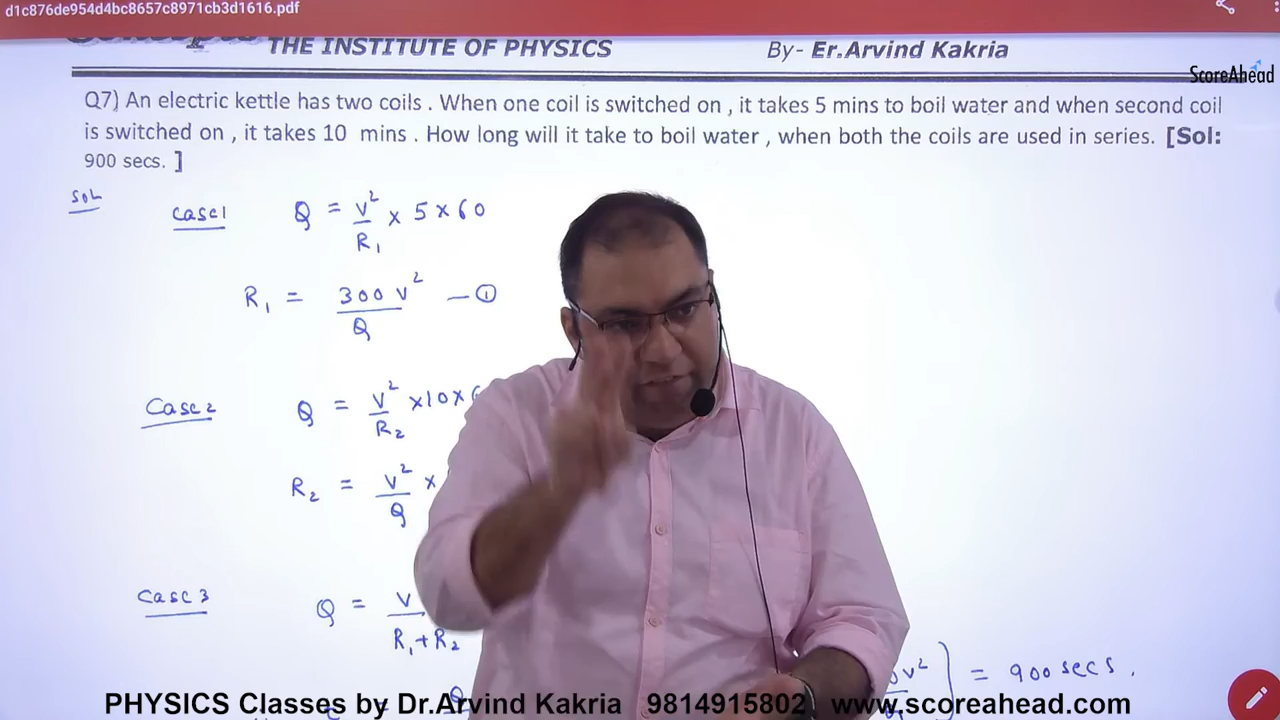 d1c876de954d4bc8657c8971cb3d1616.pdf
Concepts THE INSTITUTE OF PHYSICS By- Er.Arvind Kakria
ScoreAhead
Q7) An electric kettle has two coils . When one coil is switched on , it takes 5 mins to boil water and when second coil
is switched on , it takes 10 mins . How long will it take to boil water , when both the coils are used in series. [Sol:
900 secs. ]
Sol
Case1 Q = V²/R₁ × 5 × 60
R₁ = 300 V²/Q — ①
Case2 Q = V²/R₂ × 10 ×
R₂ = V²/Q ×
Case 3 Q = V/R₁+R₂
V² ) = 900 secs.
PHYSICS Classes by Dr.Arvind Kakria 9814915802 www.scoreahead.com